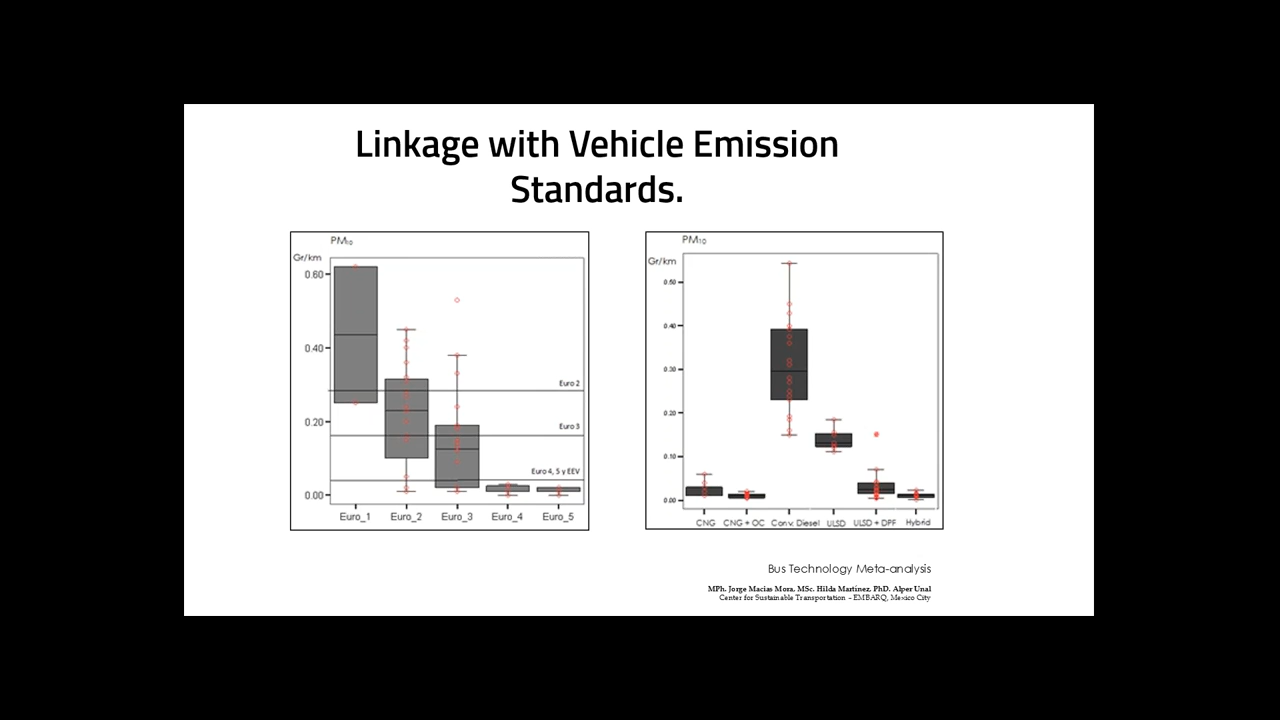 Linkage with Vehicle Emission
Standards.
PM₁₀
Gr/km
0.60
0.40
0.20
0.00
Euro 2
Euro 3
Euro 4, 5 y EEV
Euro_1 Euro_2 Euro_3 Euro_4 Euro_5
PM₁₀
Gr/km
0.50
0.40
0.30
0.20
0.10
0.00
CNG CNG + OC Conv. Diesel ULSD ULSD + DPF Hybrid
Bus Technology Meta-analysis
MPh. Jorge Macias Mora, MSc. Hilda Martínez, PhD. Alper Unal
Center for Sustainable Transportation – EMBARQ, Mexico City